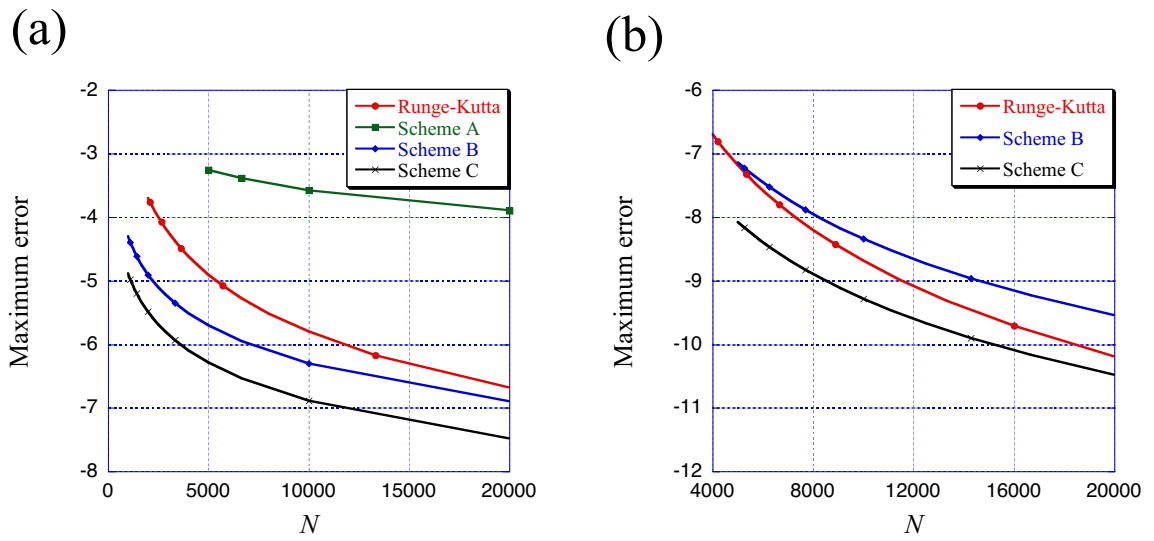 (a)
-2
-3
-4
-5
-6
-7
-8
Maximum error
0
5000
10000
15000
20000
N
Runge-Kutta
Scheme A
Scheme B
Scheme C
(b)
-6
-7
-8
-9
-10
-11
-12
Maximum error
4000
8000
12000
16000
20000
N
Runge-Kutta
Scheme B
Scheme C